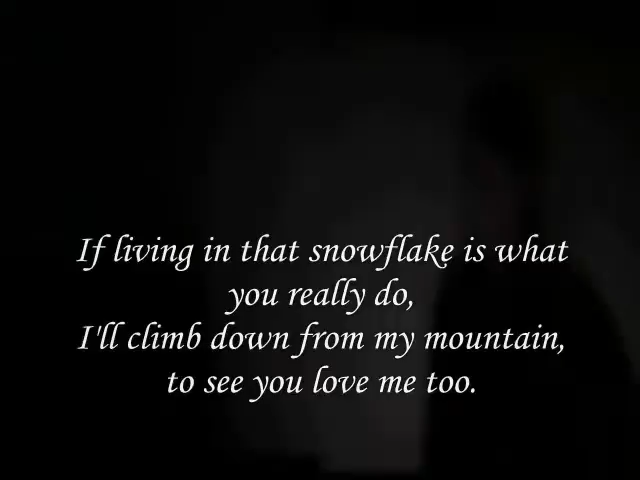 If living in that snowflake is what
you really do,
I'll climb down from my mountain,
to see you love me too.